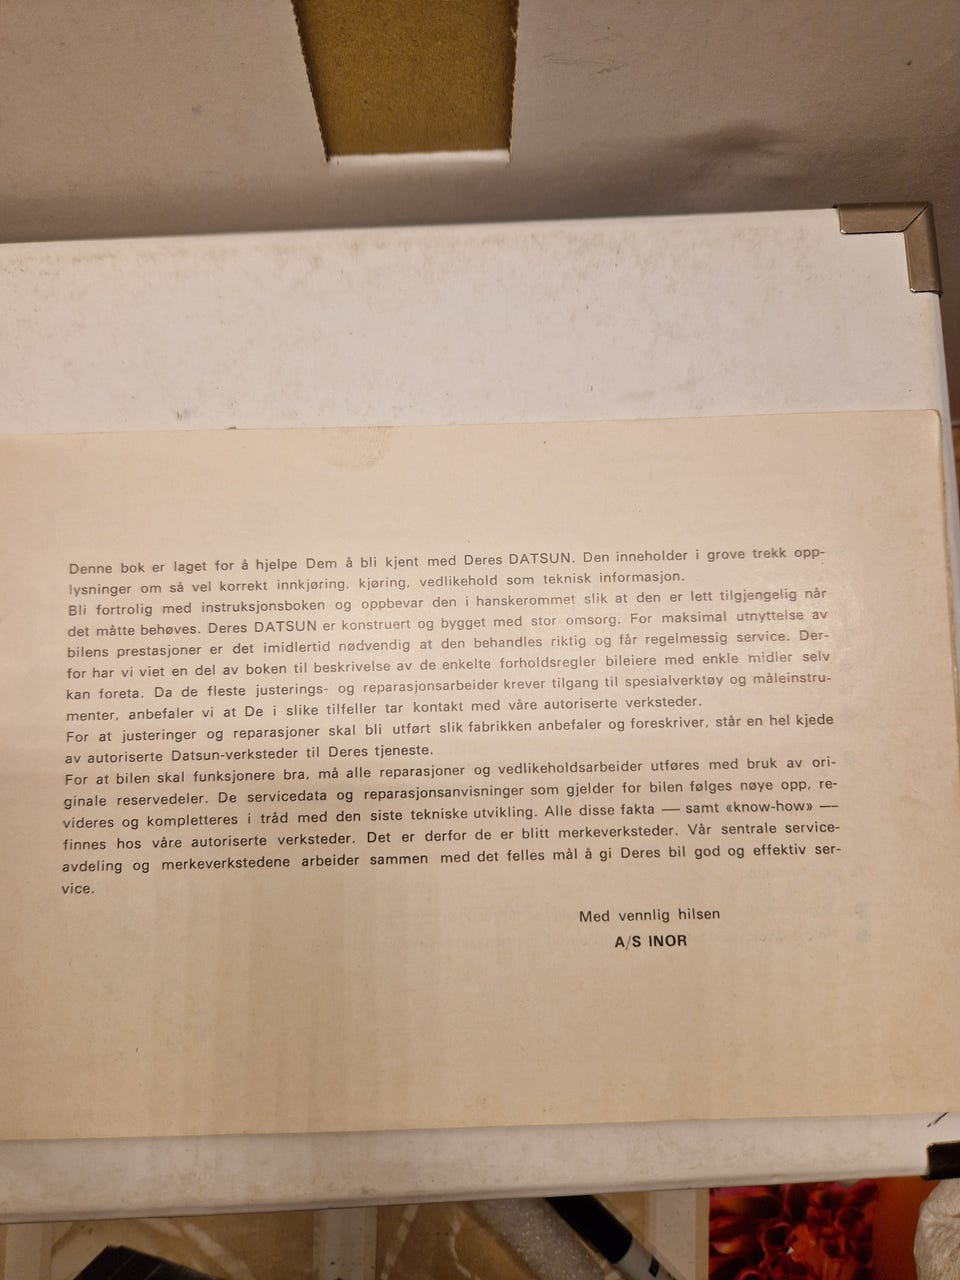 Denne bok er laget for å hjelpe Dem å bli kjent med Deres DATSUN. Den inneholder i grove trekk opp-
lysninger om så vel korrekt innkjøring, kjøring, vedlikehold som teknisk informasjon.
Bli fortrolig med instruksjonsboken og oppbevar den i hanskerommet slik at den er lett tilgjengelig når
det måtte behøves. Deres DATSUN er konstruert og bygget med stor omsorg. For maksimal utnyttelse av
bilens prestasjoner er det imidlertid nødvendig at den behandles riktig og får regelmessig service. Der-
for har vi viet en del av boken til beskrivelse av de enkelte forholdsregler bileiere med enkle midler selv
kan foreta. Da de fleste justerings- og reparasjonsarbeider krever tilgang til spesialverktøy og måleinstru-
menter, anbefaler vi at De i slike tilfeller tar kontakt med våre autoriserte verksteder.
For at justeringer og reparasjoner skal bli utført slik fabrikken anbefaler og foreskriver, står en hel kjede
av autoriserte Datsun-verksteder til Deres tjeneste.
For at bilen skal funksjonere bra, må alle reparasjoner og vedlikeholdsarbeider utføres med bruk av ori-
ginale reservedeler. De servicedata og reparasjonsanvisninger som gjelder for bilen følges nøye opp, re-
videres og kompletteres i tråd med den siste tekniske utvikling. Alle disse fakta — samt «know-how» —
finnes hos våre autoriserte verksteder. Det er derfor de er blitt merkeverksteder. Vår sentrale service-
avdeling og merkeverkstedene arbeider sammen med det felles mål å gi Deres bil god og effektiv ser-
vice.
Med vennlig hilsen
A/S INOR